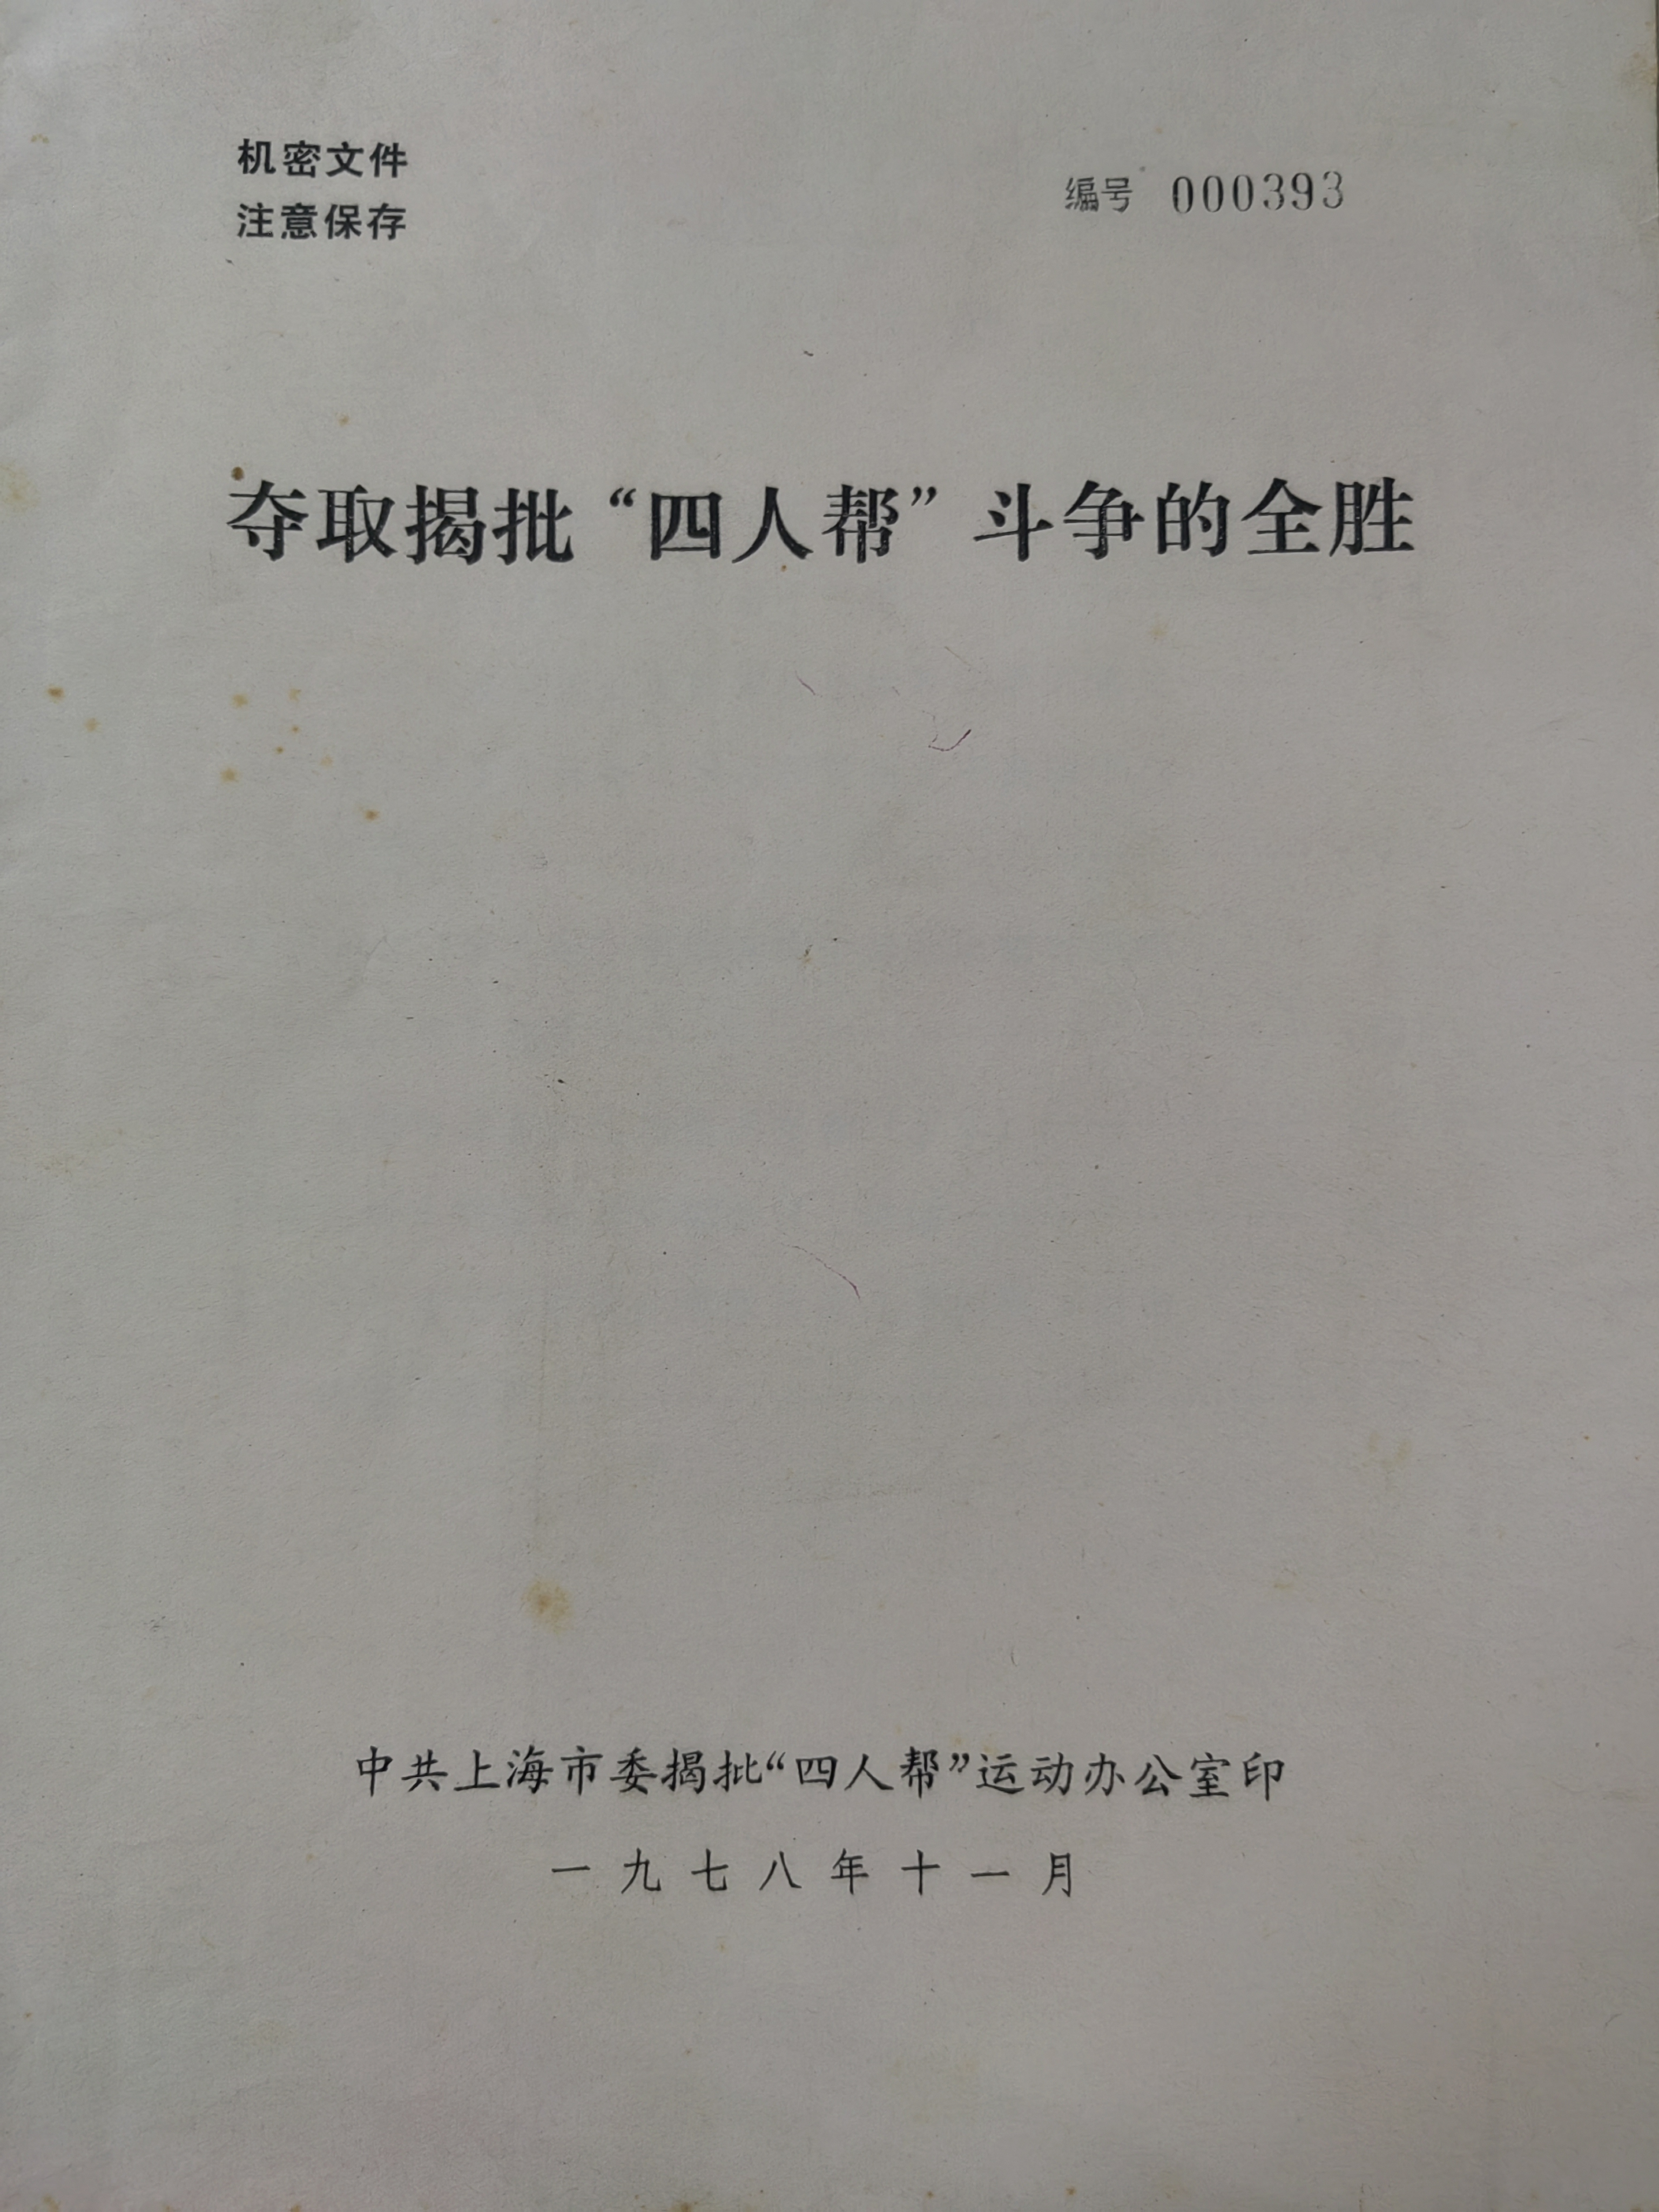 机密文件
注意保存
编号 000393
夺取揭批“四人帮”斗争的全胜
中共上海市委揭批“四人帮”运动办公室印
一九七八年十一月